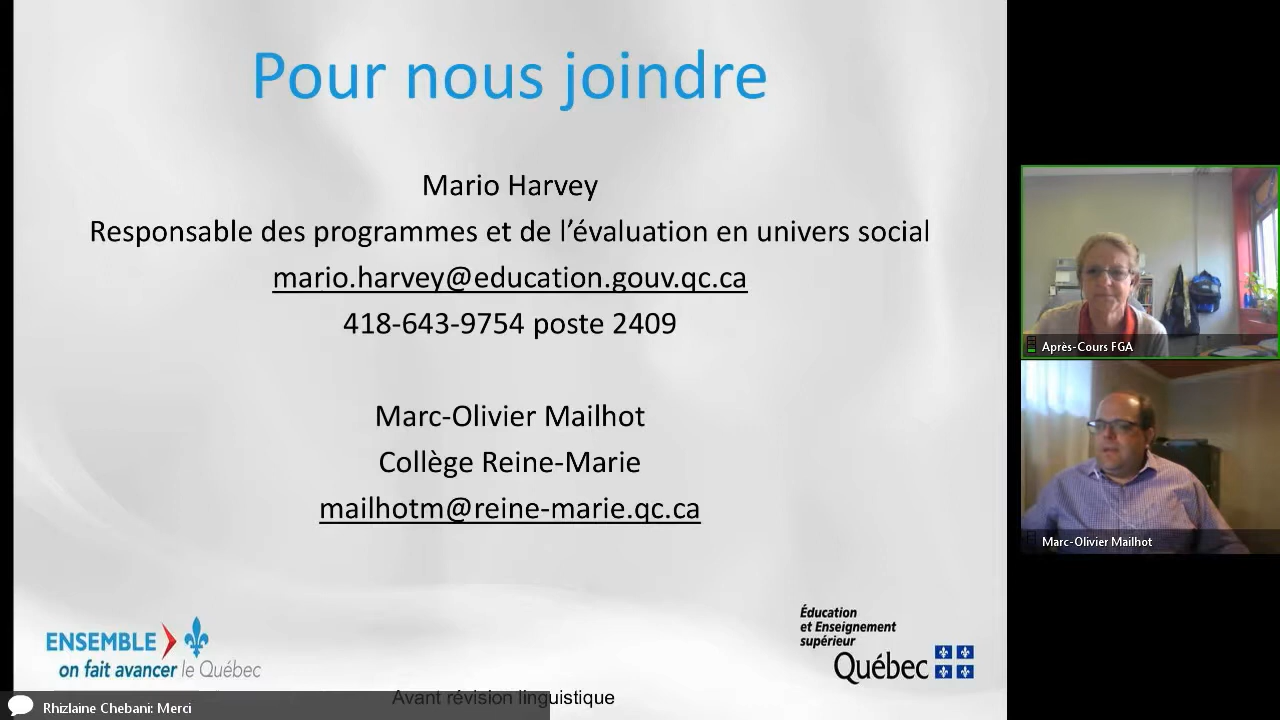 Pour nous joindre
Mario Harvey
Responsable des programmes et de l’évaluation en univers social
mario.harvey@education.gouv.qc.ca
418-643-9754 poste 2409
Marc-Olivier Mailhot
Collège Reine-Marie
mailhotm@reine-marie.qc.ca
ENSEMBLE
on fait avancer le Québec
Éducation
et Enseignement
supérieur
Québec
Avant révision linguistique
Rhizlaine Chebani: Merci
Après-Cours FGA
Marc-Olivier Mailhot